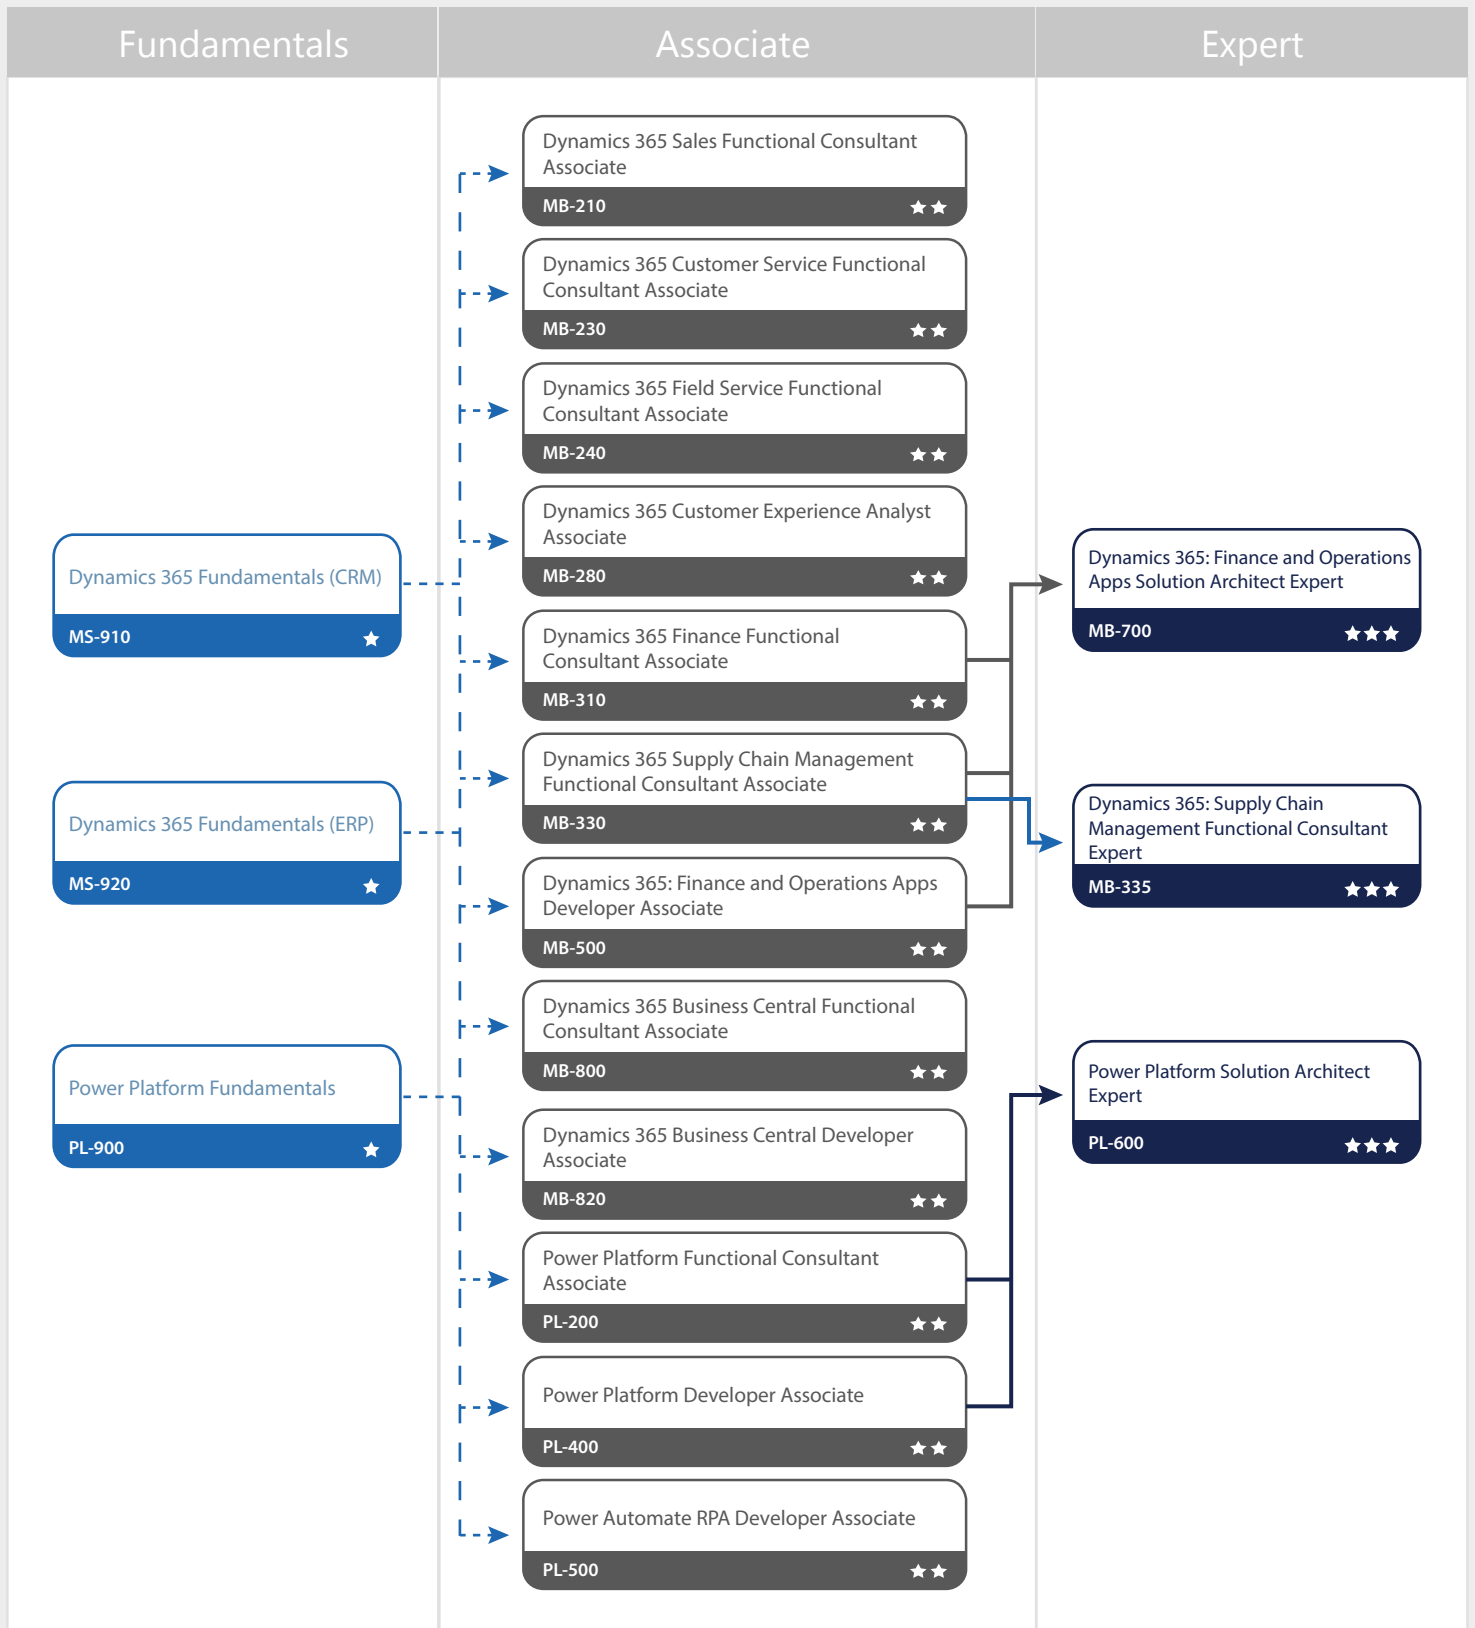 Fundamentals
Associate
Expert
Dynamics 365 Fundamentals (CRM)
MS-910
Dynamics 365 Fundamentals (ERP)
MS-920
Power Platform Fundamentals
PL-900
Dynamics 365 Sales Functional Consultant
Associate
MB-210
Dynamics 365 Customer Service Functional
Consultant Associate
MB-230
Dynamics 365 Field Service Functional
Consultant Associate
MB-240
Dynamics 365 Customer Experience Analyst
Associate
MB-280
Dynamics 365 Finance Functional
Consultant Associate
MB-310
Dynamics 365 Supply Chain Management
Functional Consultant Associate
MB-330
Dynamics 365: Finance and Operations Apps
Developer Associate
MB-500
Dynamics 365 Business Central Functional
Consultant Associate
MB-800
Dynamics 365 Business Central Developer
Associate
MB-820
Power Platform Functional Consultant
Associate
PL-200
Power Platform Developer Associate
PL-400
Power Automate RPA Developer Associate
PL-500
Dynamics 365: Finance and Operations
Apps Solution Architect Expert
MB-700
Dynamics 365: Supply Chain
Management Functional Consultant
Expert
MB-335
Power Platform Solution Architect
Expert
PL-600